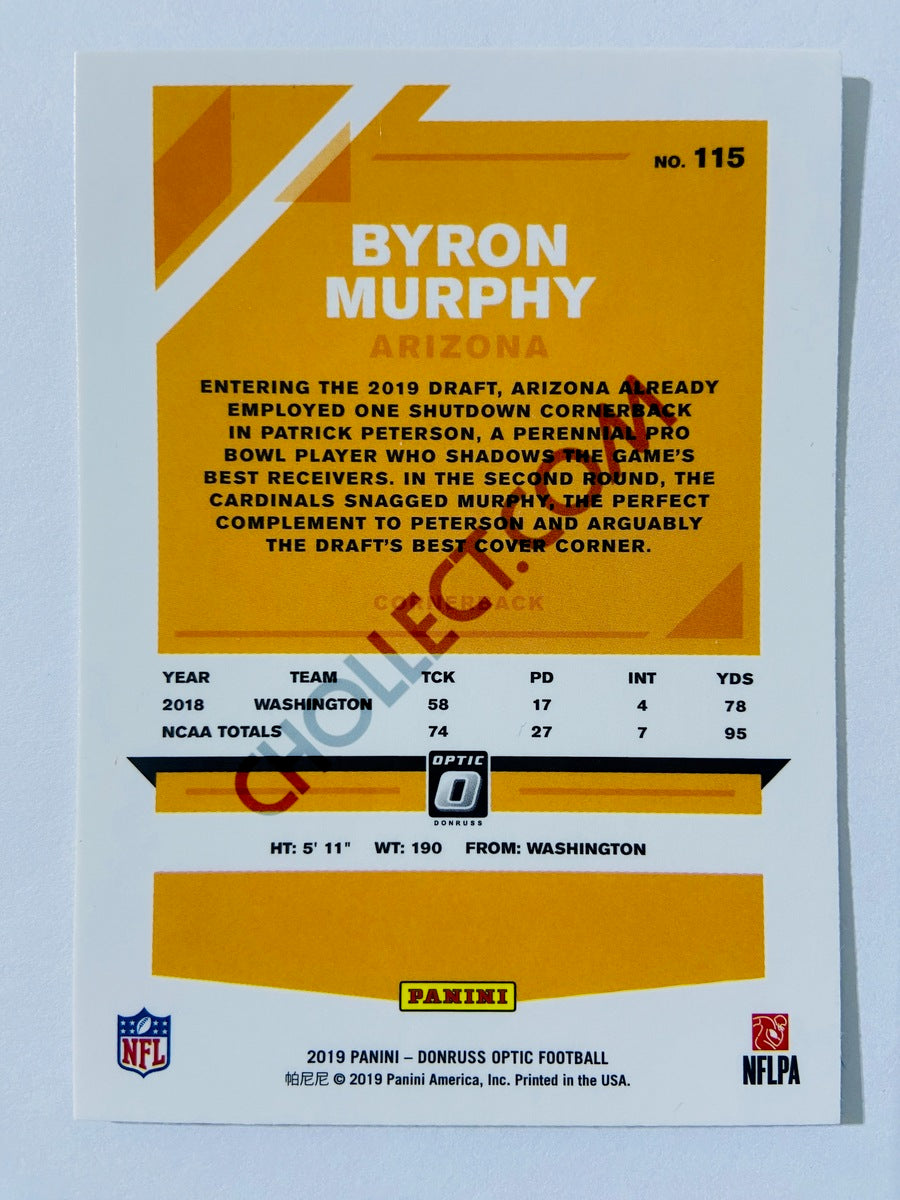 NO. 115
BYRON
MURPHY
ARIZONA
ENTERING THE 2019 DRAFT, ARIZONA ALREADY
EMPLOYED ONE SHUTDOWN CORNERBACK
IN PATRICK PETERSON, A PERENNIAL PRO
BOWL PLAYER WHO SHADOWS THE GAME'S
BEST RECEIVERS. IN THE SECOND ROUND, THE
CARDINALS SNAGGED MURPHY, THE PERFECT
COMPLEMENT TO PETERSON AND ARGUABLY
THE DRAFT'S BEST COVER CORNER.
CORNERBACK
CHOLLECT.COM
YEAR TEAM TCK PD INT YDS
2018 WASHINGTON 58 17 4 78
NCAA TOTALS 74 27 7 95
OPTIC
O
DONRUSS
HT: 5' 11" WT: 190 FROM: WASHINGTON
PANINI
NFL
NFLPA
2019 PANINI – DONRUSS OPTIC FOOTBALL
帕尼尼 © 2019 Panini America, Inc. Printed in the USA.